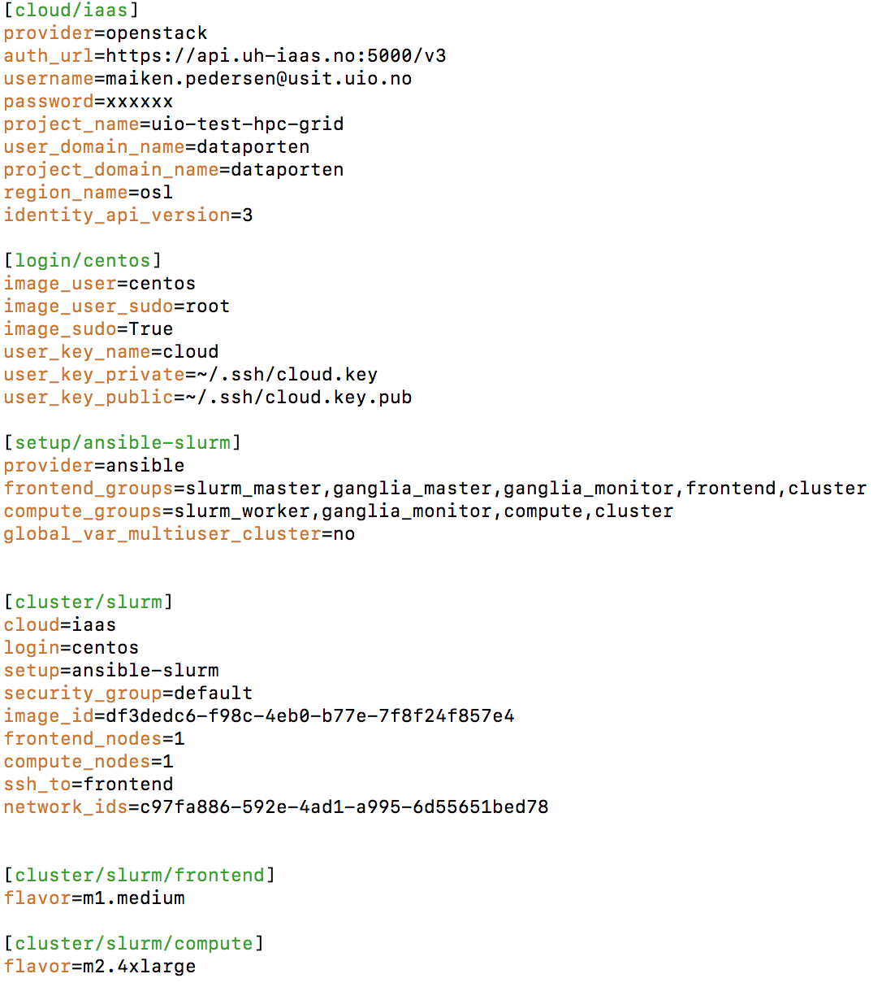 [cloud/iaas]
provider=openstack
auth_url=https://api.uh-iaas.no:5000/v3
username=maiken.pedersen@usit.uio.no
password=xxxxxx
project_name=uio-test-hpc-grid
user_domain_name=dataporten
project_domain_name=dataporten
region_name=osl
identity_api_version=3
[login/centos]
image_user=centos
image_user_sudo=root
image_sudo=True
user_key_name=cloud
user_key_private=~/.ssh/cloud.key
user_key_public=~/.ssh/cloud.key.pub
[setup/ansible-slurm]
provider=ansible
frontend_groups=slurm_master,ganglia_master,ganglia_monitor,frontend,cluster
compute_groups=slurm_worker,ganglia_monitor,compute,cluster
global_var_multiuser_cluster=no
[cluster/slurm]
cloud=iaas
login=centos
setup=ansible-slurm
security_group=default
image_id=df3dedc6-f98c-4eb0-b77e-7f8f24f857e4
frontend_nodes=1
compute_nodes=1
ssh_to=frontend
network_ids=c97fa886-592e-4ad1-a995-6d55651bed78
[cluster/slurm/frontend]
flavor=m1.medium
[cluster/slurm/compute]
flavor=m2.4xlarge